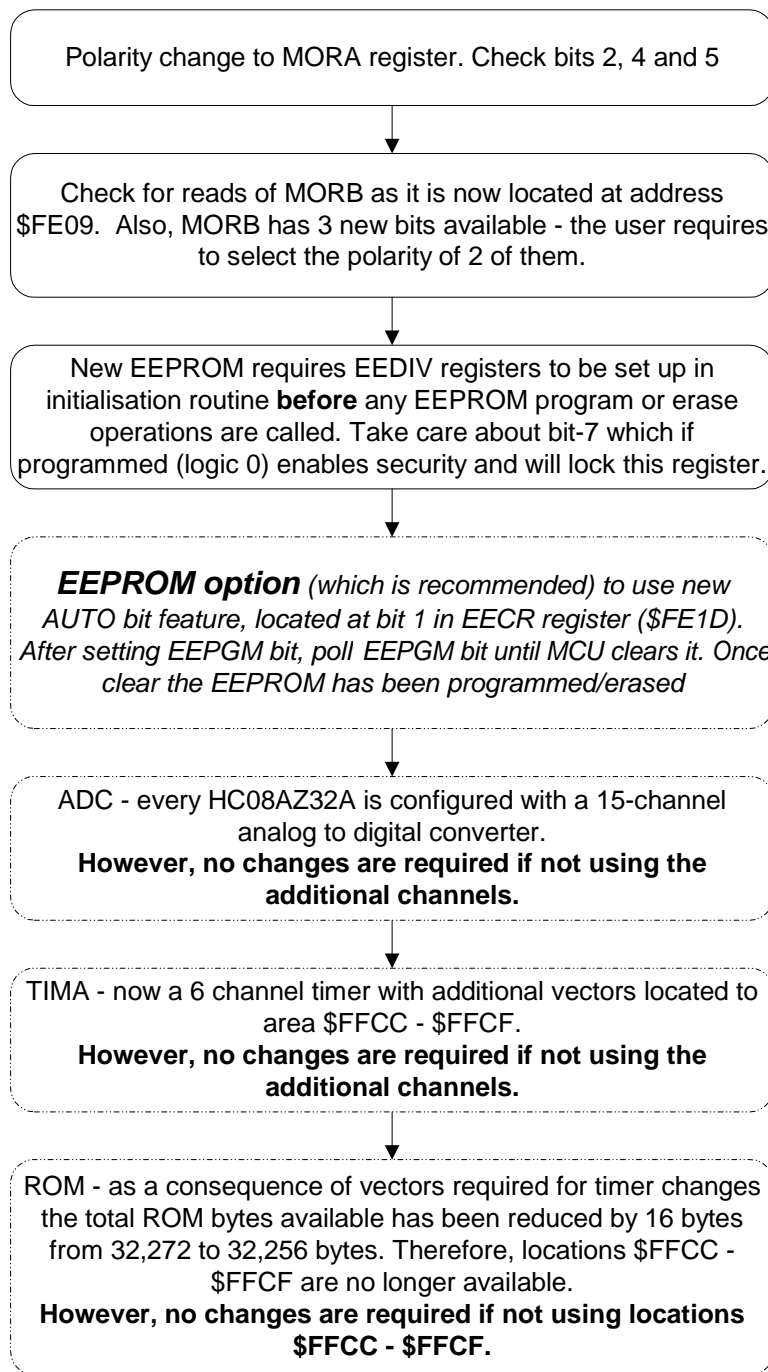 Polarity change to MORA register. Check bits 2, 4 and 5
Check for reads of MORB as it is now located at address
$FE09.  Also, MORB has 3 new bits available - the user requires
to select the polarity of 2 of them.
New EEPROM requires EEDIV registers to be set up in
initialisation routine before any EEPROM program or erase
operations are called. Take care about bit-7 which if
programmed (logic 0) enables security and will lock this register.
EEPROM option (which is recommended) to use new
AUTO bit feature, located at bit 1 in EECR register ($FE1D).
After setting EEPGM bit, poll EEPGM bit until MCU clears it. Once
clear the EEPROM has been programmed/erased
ADC - every HC08AZ32A is configured with a 15-channel
analog to digital converter.
However, no changes are required if not using the
additional channels.
TIMA - now a 6 channel timer with additional vectors located to
area $FFCC - $FFCF.
However, no changes are required if not using the
additional channels.
ROM - as a consequence of vectors required for timer changes
the total ROM bytes available has been reduced by 16 bytes
from 32,272 to 32,256 bytes. Therefore, locations $FFCC -
$FFCF are no longer available.
However, no changes are required if not using locations
$FFCC - $FFCF.